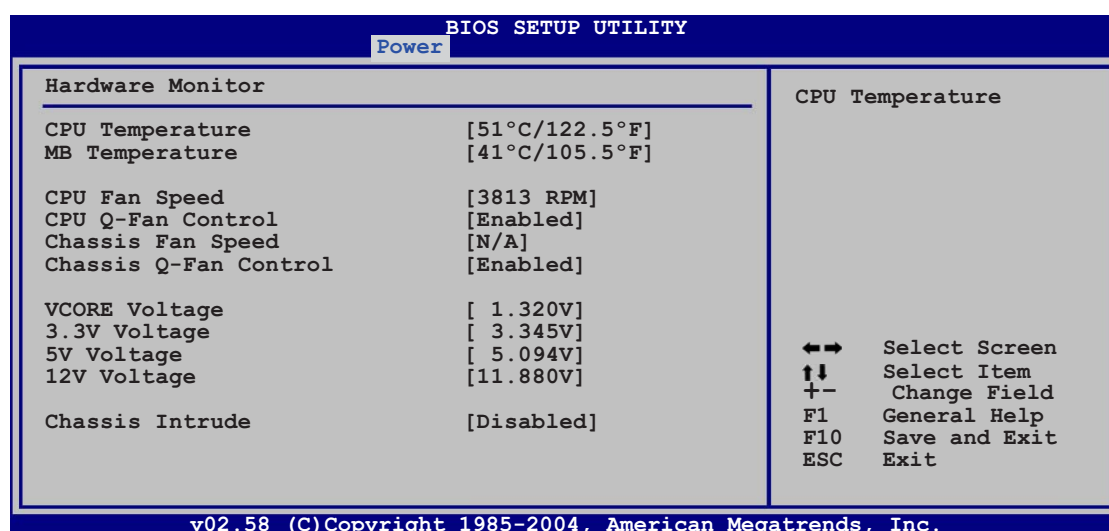 BIOS SETUP UTILITY
Power
Hardware Monitor
CPU Temperature [51°C/122.5°F]
MB Temperature [41°C/105.5°F]
CPU Fan Speed [3813 RPM]
CPU Q-Fan Control [Enabled]
Chassis Fan Speed [N/A]
Chassis Q-Fan Control [Enabled]
VCORE Voltage [ 1.320V]
3.3V Voltage [ 3.345V]
5V Voltage [ 5.094V]
12V Voltage [11.880V]
Chassis Intrude [Disabled]
CPU Temperature
←→ Select Screen
↑↓ Select Item
+- Change Field
F1 General Help
F10 Save and Exit
ESC Exit
v02.58 (C)Copyright 1985-2004, American Megatrends, Inc.